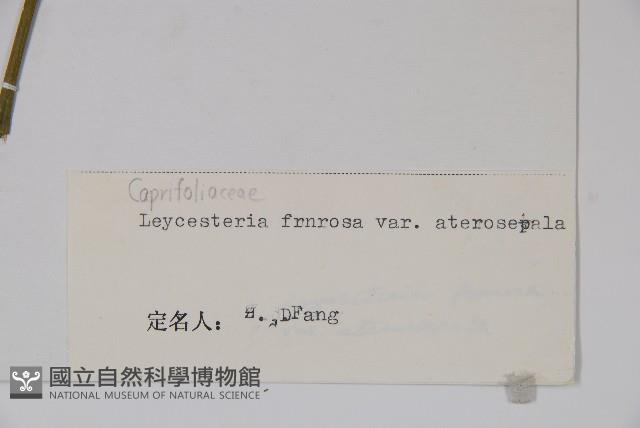 Caprifoliaceae
Leycesteria frnrosa var. aterosepala
定名人： Z. DFang
國立自然科學博物館
NATIONAL MUSEUM OF NATURAL SCIENCE